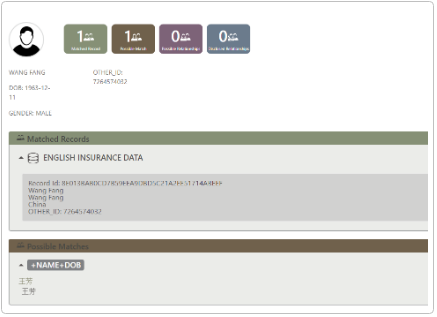 1
Matched Record
1
Possible Match
0
Possible Relationships
0
Disclosed Relationships
WANG FANG
DOB: 1963-12-
11
GENDER: MALE
OTHER_ID:
7264574032
Matched Records
ENGLISH INSURANCE DATA
Record Id:
Wang Fang
Wang Fang
China
OTHER_ID: 7264574032
Possible Matches
+NAME+DOB
王芳
王芳